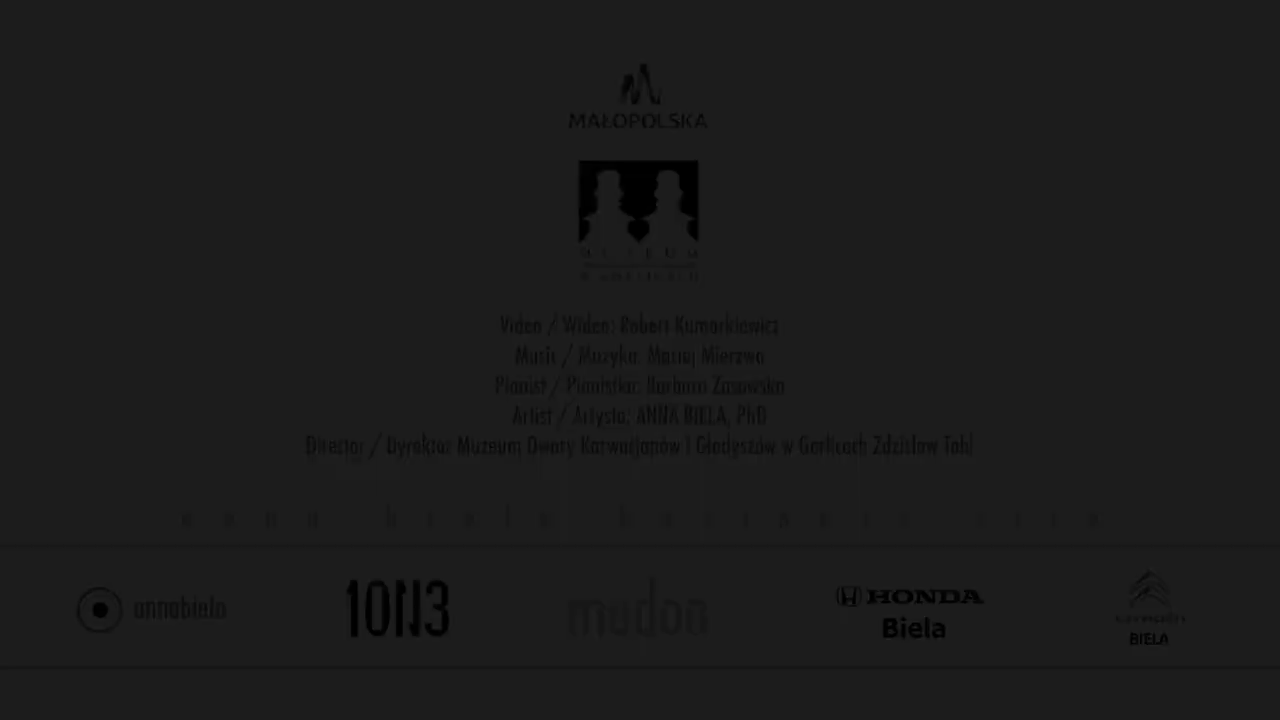 MAŁOPOLSKA
MUZEUM
Video / Wideo: Robert Kumorkiewicz
Music / Muzyka: Maciej Mierzwa
Pianist / Pianistka: Barbara Zasowska
Artist / Artysta: ANNA BIELA, PhD
Director / Dyrektor Muzeum Dwory Karwacjanów i Gładyszów w Gorlicach Zdzisław Tohl
annabiela
10N3
mudon
HONDA
Biela
BIELA